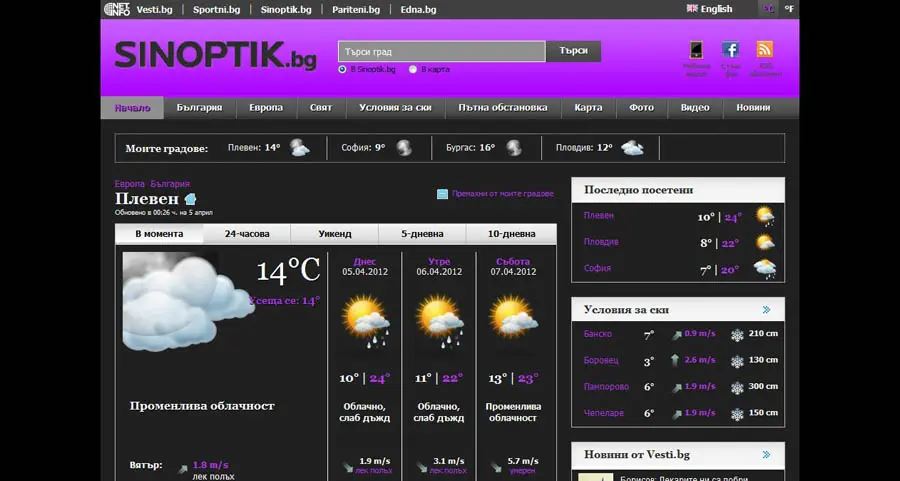 NET INFO Vesti.bg | Sportni.bg | Sinoptik.bg | Pariteni.bg | Edna.bg English °C °F
SINOPTIK.bg
Търси град Търси
В Sinoptik.bg В карта
Начало България Европа Свят Условия за ски Пътна обстановка Карта Фото Видео Новини
Моите градове: Плевен: 14° София: 9° Бургас: 16° Пловдив: 12°
Европа България
Плевен
Обновено в 00:26 ч. на 5 април
Премахни от моите градове
В момента 24-часова Уикенд 5-дневна 10-дневна
14°C
Усеща се: 14°
Променлива облачност
Вятър: 1.8 m/s
лек полъх
Днес
05.04.2012
10° | 24°
Облачно,
слаб дъжд
1.9 m/s
лек полъх
Утре
06.04.2012
11° | 22°
Облачно,
слаб дъжд
3.1 m/s
лек полъх
Събота
07.04.2012
13° | 23°
Променлива
облачност
5.7 m/s
умерен
Последно посетени
Плевен 10° | 24°
Пловдив 8° | 22°
София 7° | 20°
Условия за ски »
Банско 7° 0.9 m/s 210 cm
Боровец 3° 2.6 m/s 130 cm
Пампорово 6° 1.9 m/s 300 cm
Чепеларе 6° 1.9 m/s 150 cm
Новини от Vesti.bg »
Борисов: Лекарите ни са добри